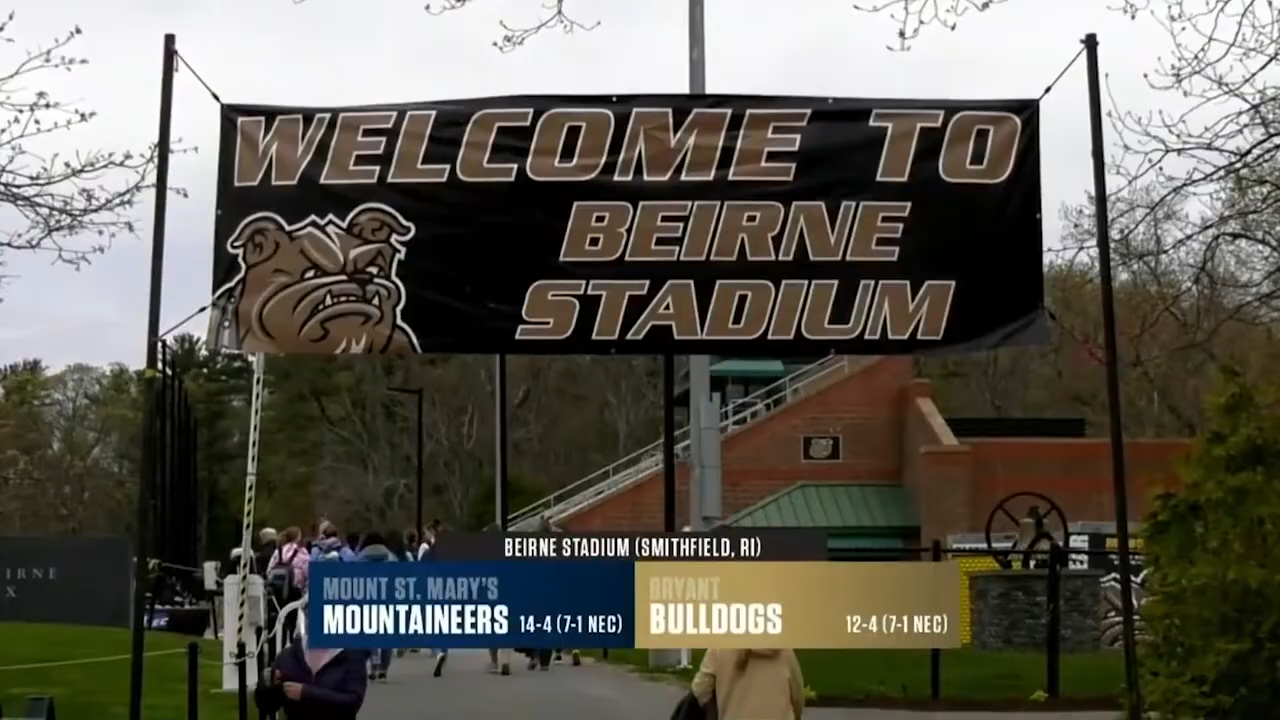 WELCOME TO
BEIRNE
STADIUM
BEIRNE STADIUM (SMITHFIELD, RI)
MOUNT ST. MARY'S
MOUNTAINEERS 14-4 (7-1 NEC)
BRYANT
BULLDOGS 12-4 (7-1 NEC)